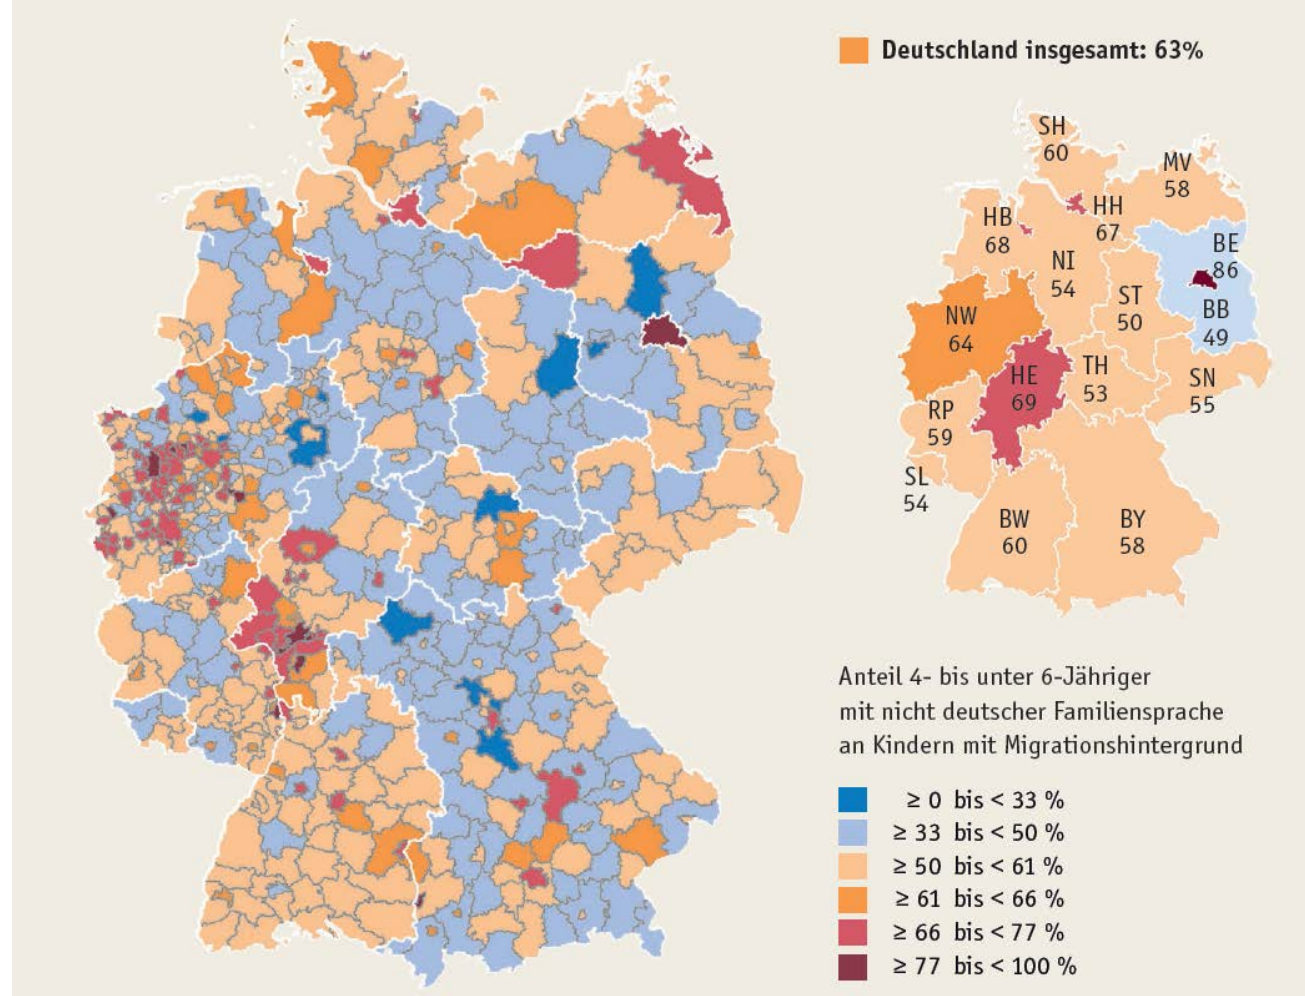 Deutschland insgesamt: 63%
SH
60
MV
58
HH
67
HB
68
BE
86
NI
54
ST
50
BB
49
NW
64
HE
69
TH
53
SN
55
RP
59
SL
54
BW
60
BY
58
Anteil 4- bis unter 6-Jähriger
mit nicht deutscher Familiensprache
an Kindern mit Migrationshintergrund
≥ 0 bis < 33 %
≥ 33 bis < 50 %
≥ 50 bis < 61 %
≥ 61 bis < 66 %
≥ 66 bis < 77 %
≥ 77 bis < 100 %